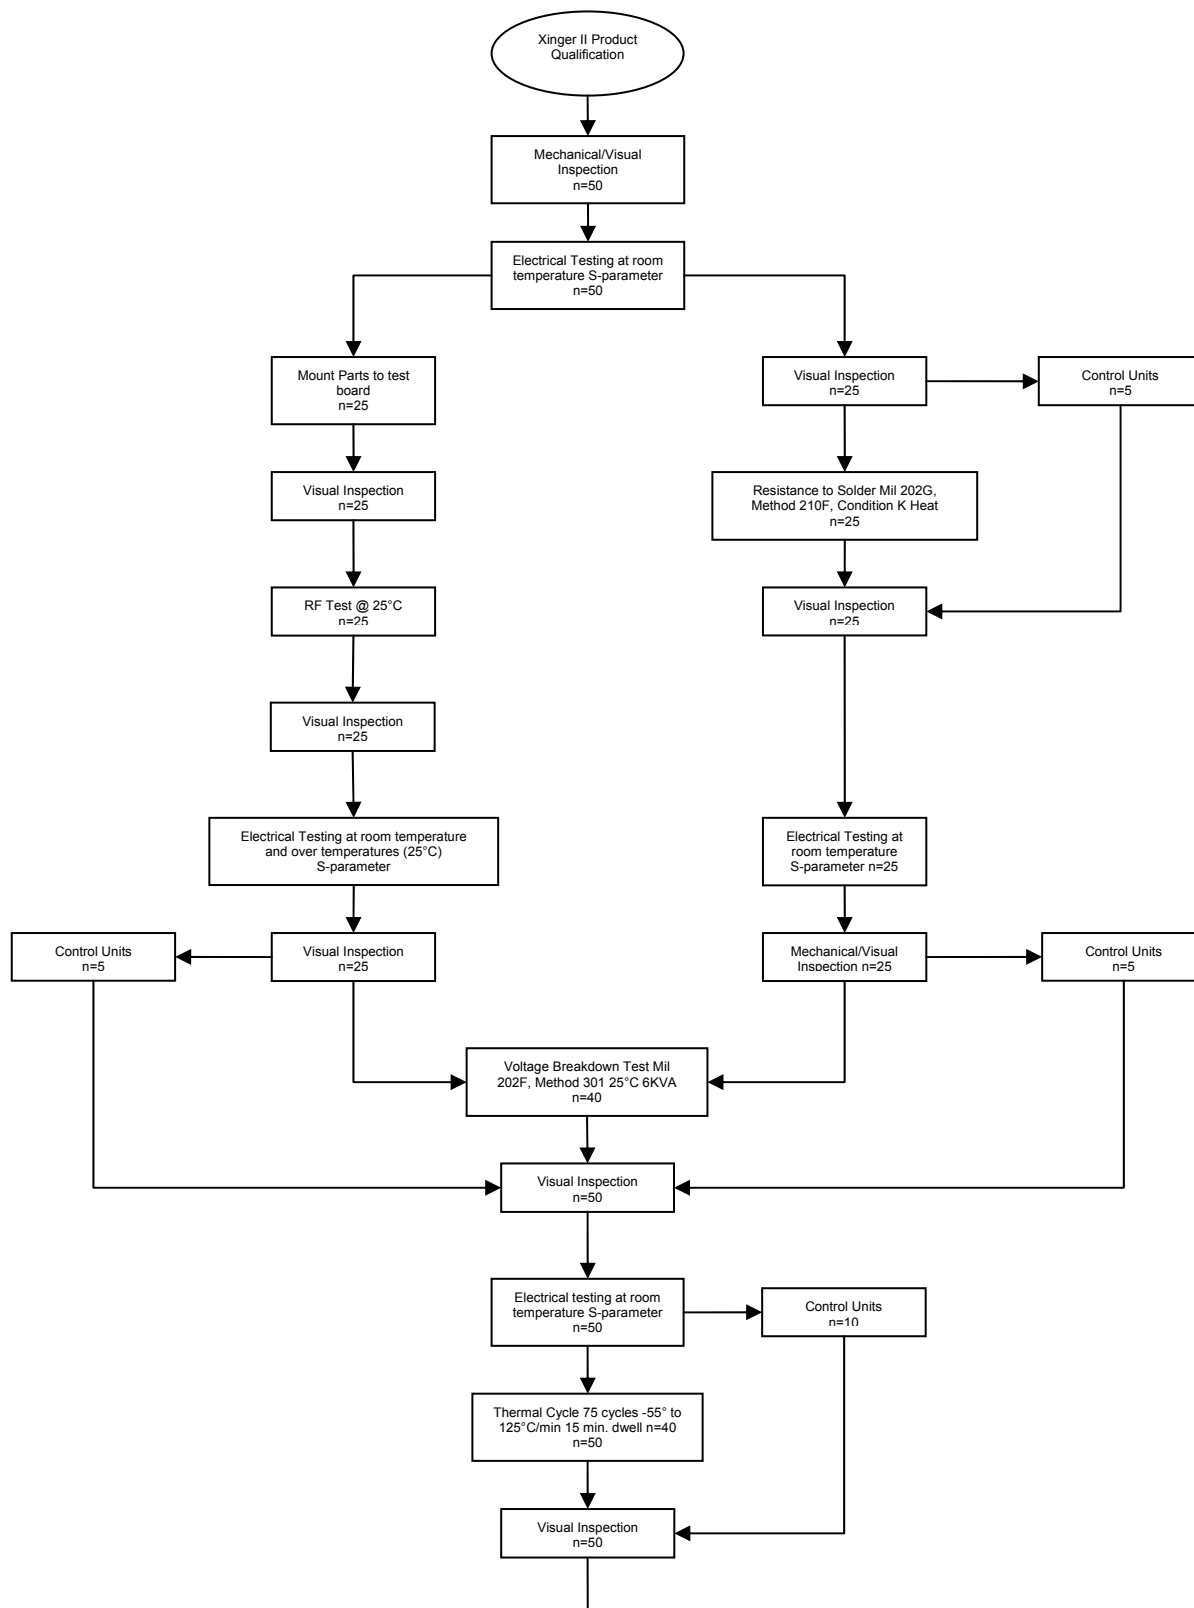 Xinger II Product
Qualification
Mechanical/Visual
Inspection
n=50
Electrical Testing at room
temperature S-parameter
n=50
Mount Parts to test
board
n=25
Visual Inspection
n=25
Control Units
n=5
Visual Inspection
n=25
Resistance to Solder Mil 202G,
Method 210F, Condition K Heat
n=25
RF Test @ 25°C
n=25
Visual Inspection
n=25
Visual Inspection
n=25
Electrical Testing at room temperature
and over temperatures (25°C)
S-parameter
Electrical Testing at
room temperature
S-parameter n=25
Control Units
n=5
Visual Inspection
n=25
Mechanical/Visual
Inspection n=25
Control Units
n=5
Voltage Breakdown Test Mil
202F, Method 301 25°C 6KVA
n=40
Visual Inspection
n=50
Electrical testing at room
temperature S-parameter
n=50
Control Units
n=10
Thermal Cycle 75 cycles -55° to
125°C/min 15 min. dwell n=40
n=50
Visual Inspection
n=50